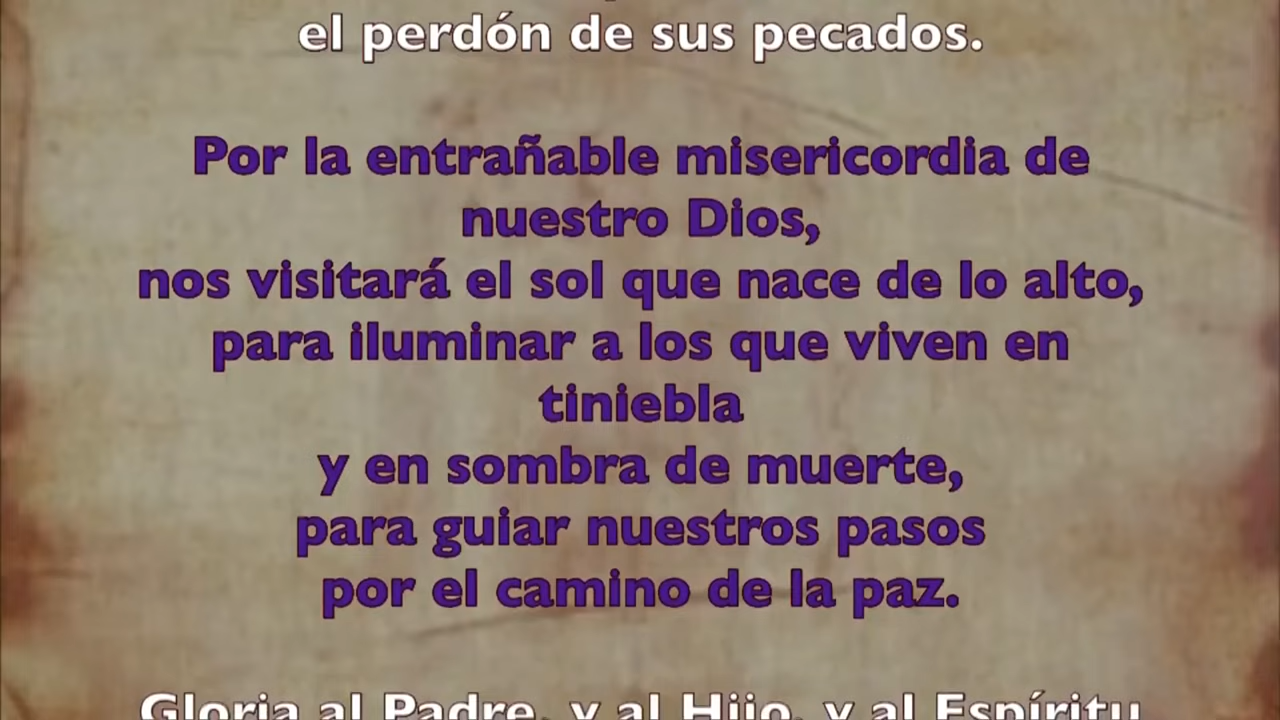 el perdón de sus pecados.
Por la entrañable misericordia de
nuestro Dios,
nos visitará el sol que nace de lo alto,
para iluminar a los que viven en
tiniebla
y en sombra de muerte,
para guiar nuestros pasos
por el camino de la paz.
Gloria al Padre, y al Hijo, y al Espíritu